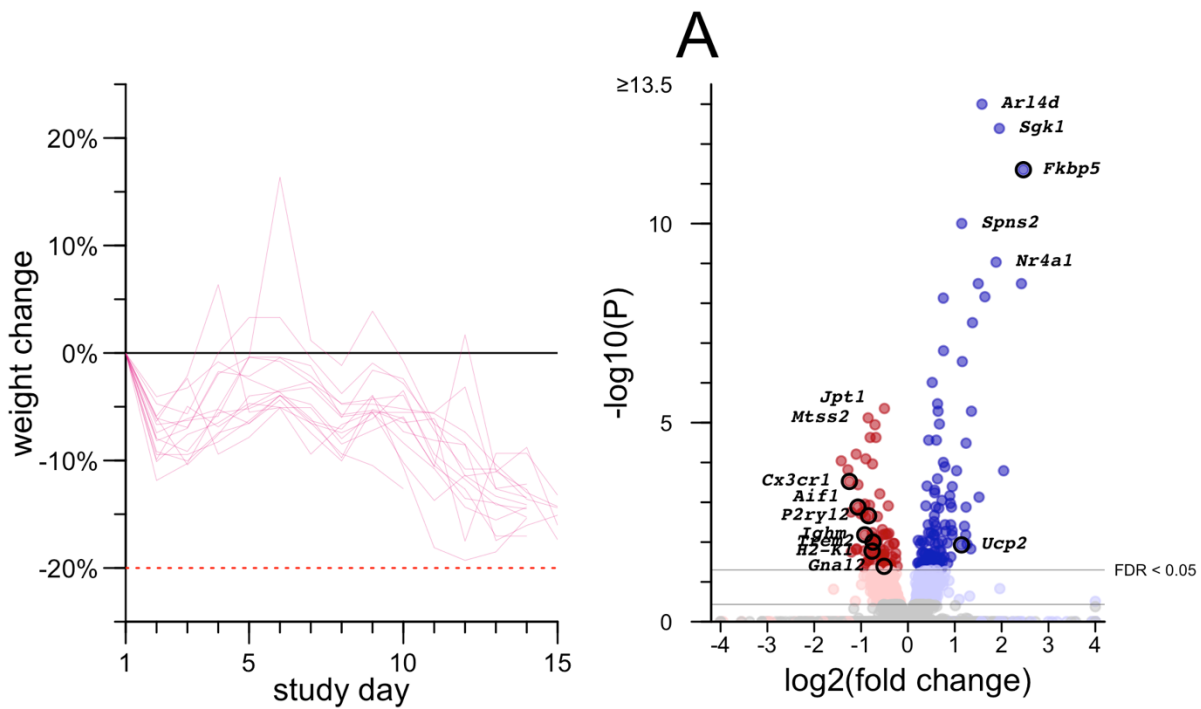 20%
10%
0%
-10%
-20%
weight change
1
5
10
15
study day
A
≥13.5
10
5
0
-log10(P)
Arl4d
Sgk1
Fkbp5
Spns2
Nr4a1
Jpt1
Mtss2
Cx3cr1
Aif1
P2ry12
Ighm
Trem2
H2-K1
Gna12
Ucp2
FDR < 0.05
-4 -3 -2 -1 0 1 2 3 4
log2(fold change)